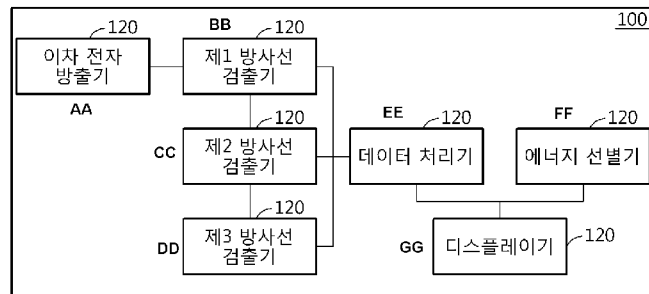 100
BB
120
120
이차 전자
방출기
제1 방사선
검출기
AA
EE
FF
120
120
120
CC
제2 방사선
검출기
데이터 처리기
에너지 선별기
120
DD
제3 방사선
검출기
GG
디스플레이기
120